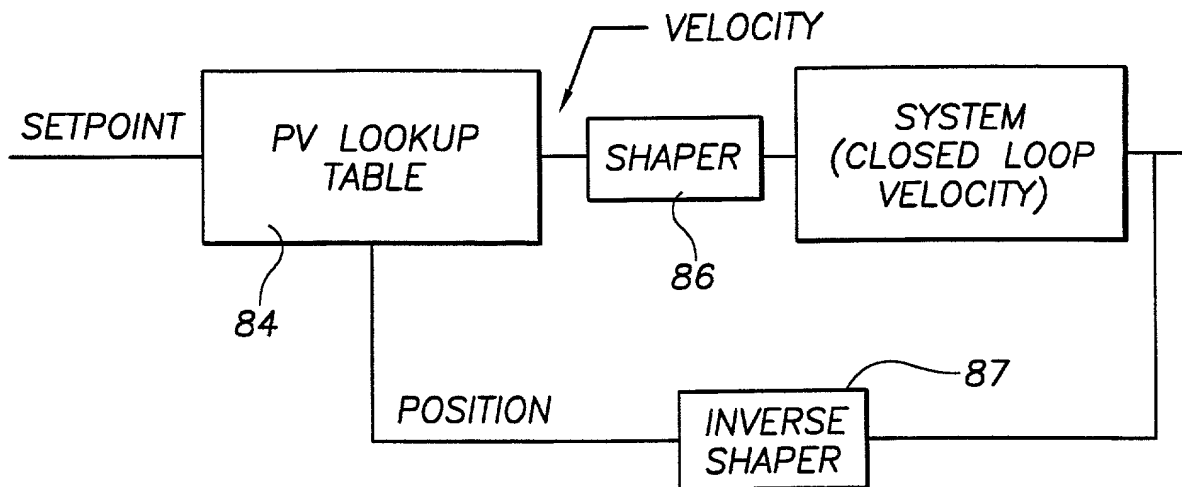 VELOCITY
SETPOINT
PV LOOKUP
TABLE
SHAPER
SYSTEM
(CLOSED LOOP
VELOCITY)
86
84
87
POSITION
INVERSE
SHAPER